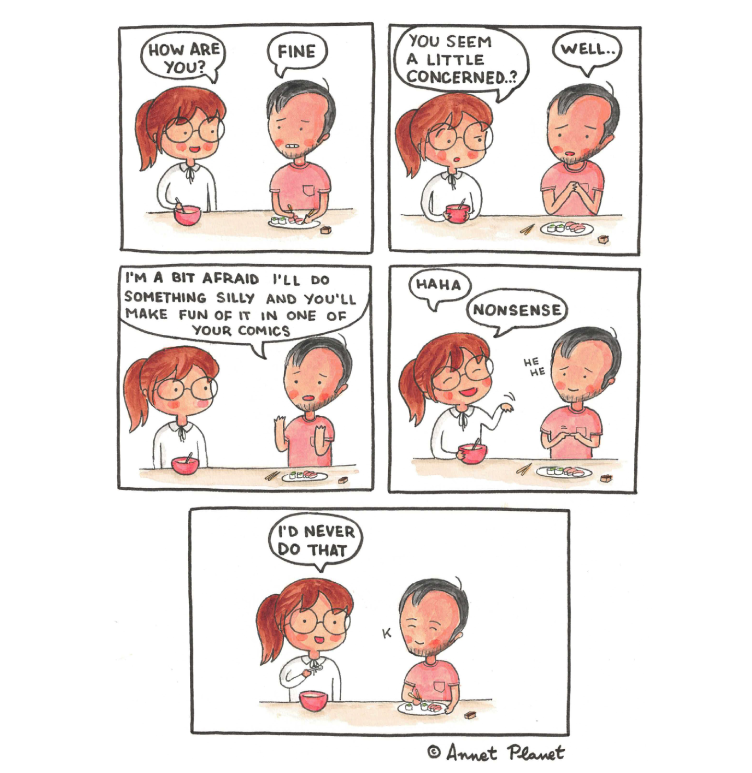 HOW ARE
YOU?
FINE
YOU SEEM
A LITTLE
CONCERNED..?
WELL..
I'M A BIT AFRAID I'LL DO
SOMETHING SILLY AND YOU'LL
MAKE FUN OF IT IN ONE OF
YOUR COMICS
HAHA
NONSENSE
HE
HE
I'D NEVER
DO THAT
K
© Annet Planet